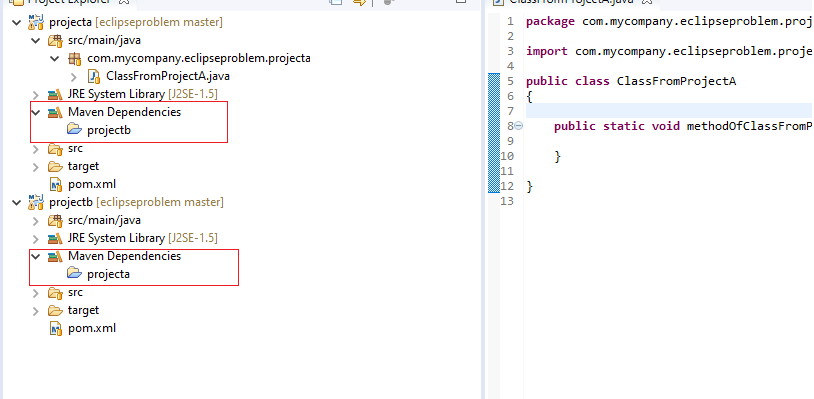 Project Explorer
projecta [eclipseproblem master]
src/main/java
com.mycompany.eclipseproblem.projecta
ClassFromProjectA.java
JRE System Library [J2SE-1.5]
Maven Dependencies
projectb
src
target
pom.xml
projectb [eclipseproblem master]
src/main/java
JRE System Library [J2SE-1.5]
Maven Dependencies
projecta
src
target
pom.xml
ClassFromProjectA.java
1 package com.mycompany.eclipseproblem.proj
2
3 import com.mycompany.eclipseproblem.proje
4
5 public class ClassFromProjectA
6 {
7
8 public static void methodOfClassFromP
9
10 }
11
12 }
13